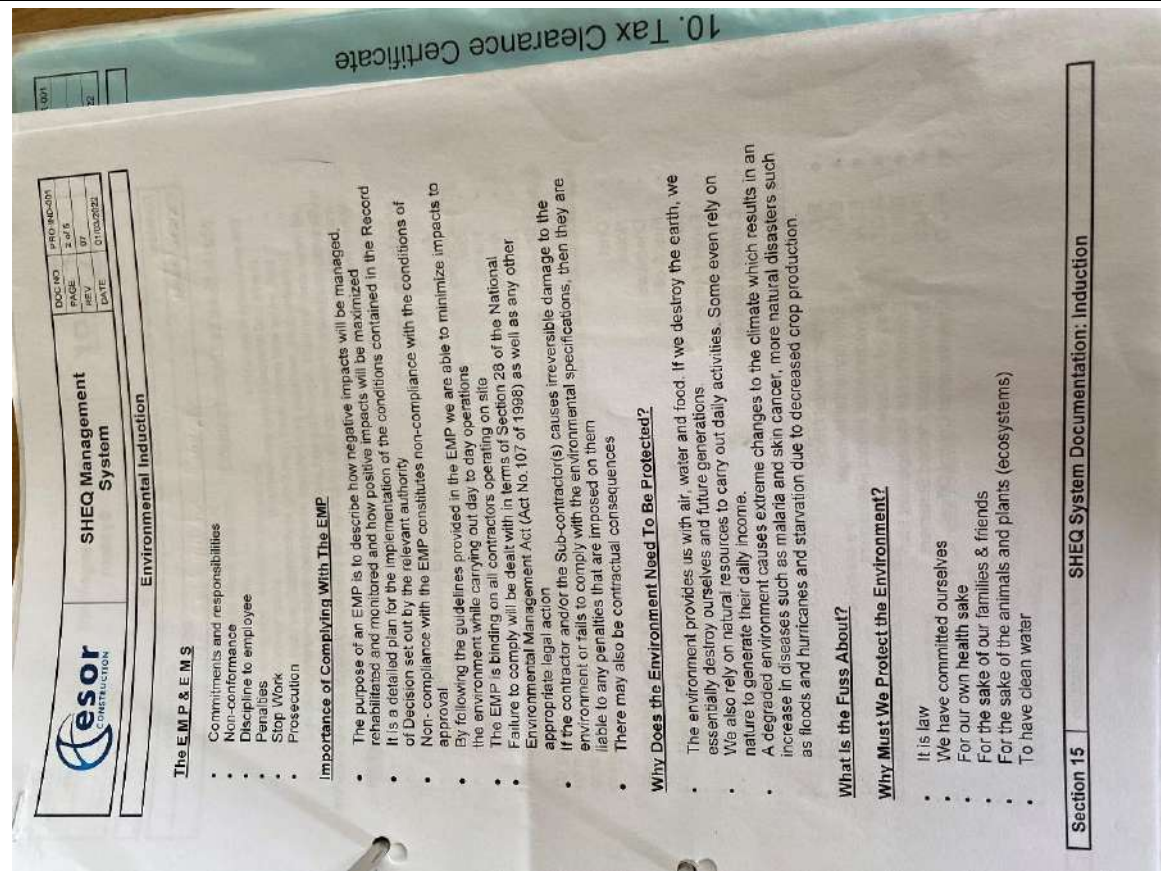 esor
CONSTRUCTION
SHEQ Management
System
DOC NO
PRO IND-001
PAGE
2 of 5
REV
07
DATE
01/03/2022
Environmental Induction
The E M P & E M S
• Commitments and responsibilities
• Non-conformance
• Discipline to employee
• Penalties
• Stop Work
• Prosecution
Importance of Complying With The EMP
• The purpose of an EMP is to describe how negative impacts will be managed,
rehabilitated and monitored and how positive impacts will be maximized
• It is a detailed plan for the implementation of the conditions contained in the Record
of Decision set out by the relevant authority
• Non- compliance with the EMP constitutes non-compliance with the conditions of
approval
• By following the guidelines provided in the EMP we are able to minimize impacts to
the environment while carrying out day to day operations
• The EMP is binding on all contractors operating on site
• Failure to comply will be dealt with in terms of Section 28 of the National
Environmental Management Act (Act No.107 of 1998) as well as any other
appropriate legal action
• If the contractor and/or the Sub-contractor(s) causes irreversible damage to the
environment or fails to comply with the environmental specifications, then they are
liable to any penalties that are imposed on them
• There may also be contractual consequences
Why Does the Environment Need To Be Protected?
• The environment provides us with air, water and food. If we destroy the earth, we
essentially destroy ourselves and future generations
• We also rely on natural resources to carry out daily activities. Some even rely on
nature to generate their daily income.
• A degraded environment causes extreme changes to the climate which results in an
increase in diseases such as malaria and skin cancer, more natural disasters such
as floods and hurricanes and starvation due to decreased crop production
What Is the Fuss About?
Why Must We Protect the Environment?
• It is law
• We have committed ourselves
• For our own health sake
• For the sake of our families & friends
• For the sake of the animals and plants (ecosystems)
• To have clean water
Section 15
SHEQ System Documentation: Induction
10. Tax Clearance Certificate